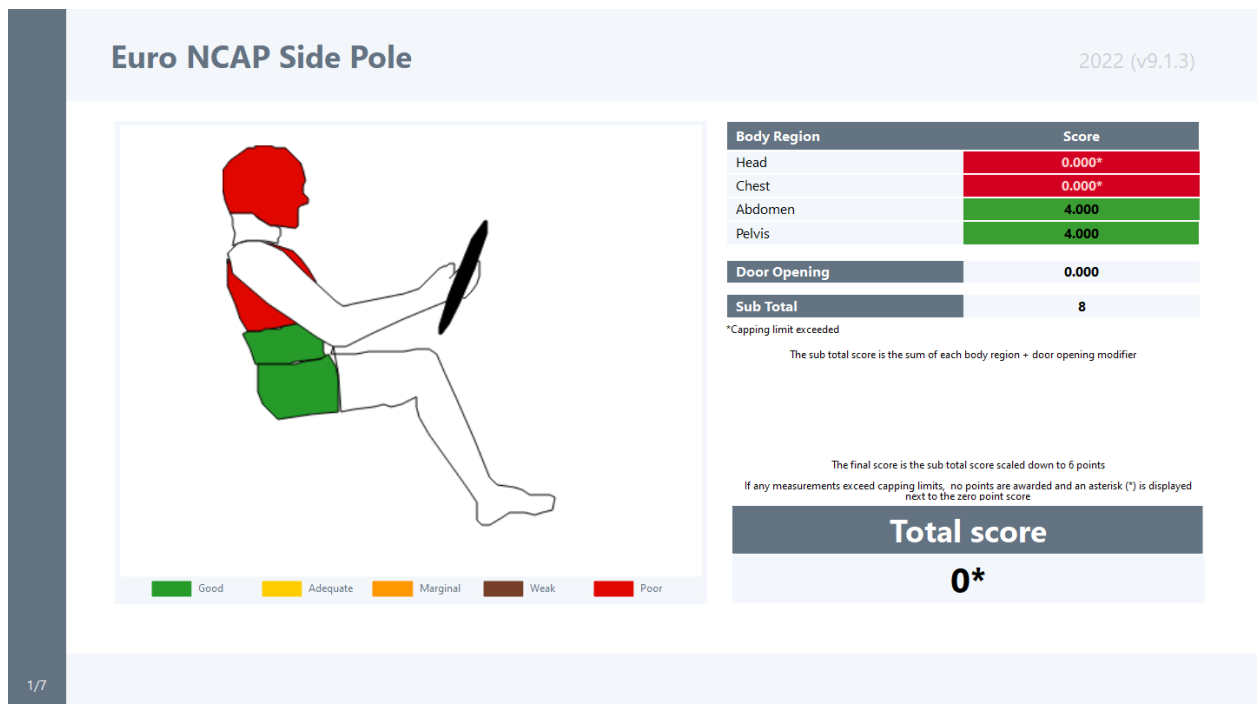 Euro NCAP Side Pole
2022 (v9.1.3)
Body Region Score
Head 0.000*
Chest 0.000*
Abdomen 4.000
Pelvis 4.000
Door Opening 0.000
Sub Total 8
*Capping limit exceeded
The sub total score is the sum of each body region + door opening modifier
The final score is the sub total score scaled down to 6 points
If any measurements exceed capping limits, no points are awarded and an asterisk (*) is displayed
next to the zero point score
Total score
0*
Good Adequate Marginal Weak Poor
1/7